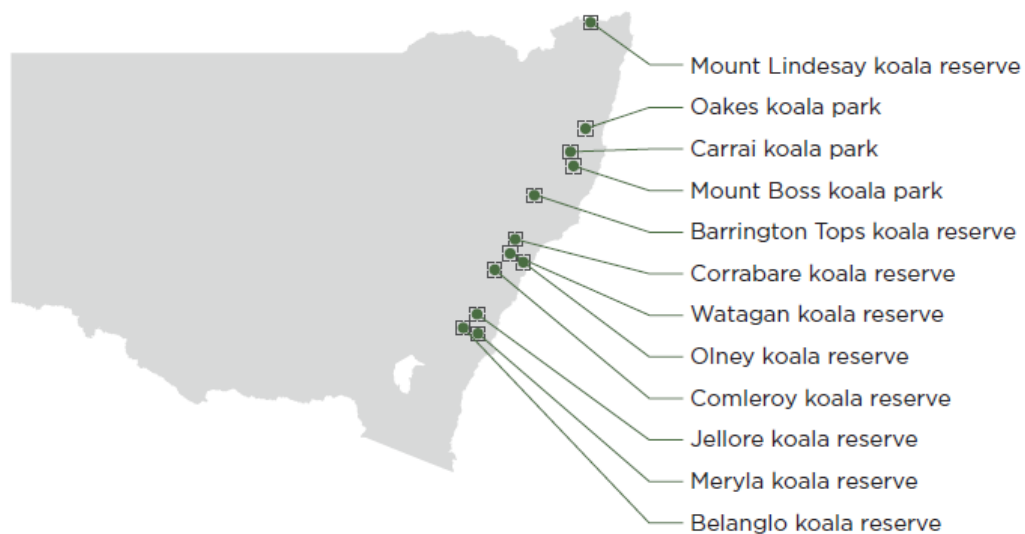 Mount Lindesay koala reserve
Oakes koala park
Carrai koala park
Mount Boss koala park
Barrington Tops koala reserve
Corrabare koala reserve
Watagan koala reserve
Olney koala reserve
Comleroy koala reserve
Jellore koala reserve
Meryla koala reserve
Belanglo koala reserve